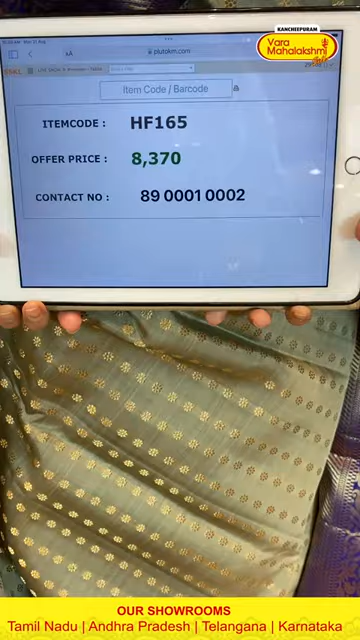 KANCHEEPURAM
Vara
Mahalakshmi
Silks
plutokm.com
Item Code / Barcode
ITEMCODE : HF165
OFFER PRICE : 8,370
CONTACT NO : 89 0001 0002
OUR SHOWROOMS
Tamil Nadu | Andhra Pradesh | Telangana | Karnataka